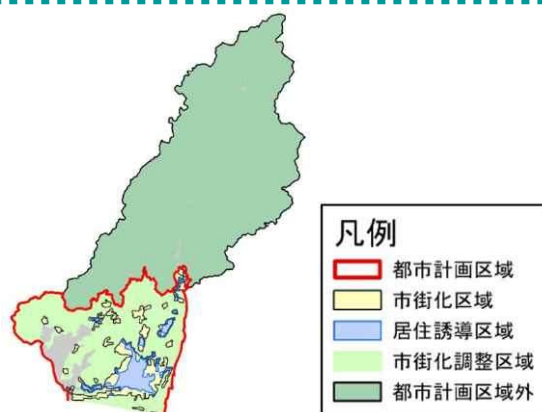 凡例
都市計画区域
市街化区域
居住誘導区域
市街化調整区域
都市計画区域外